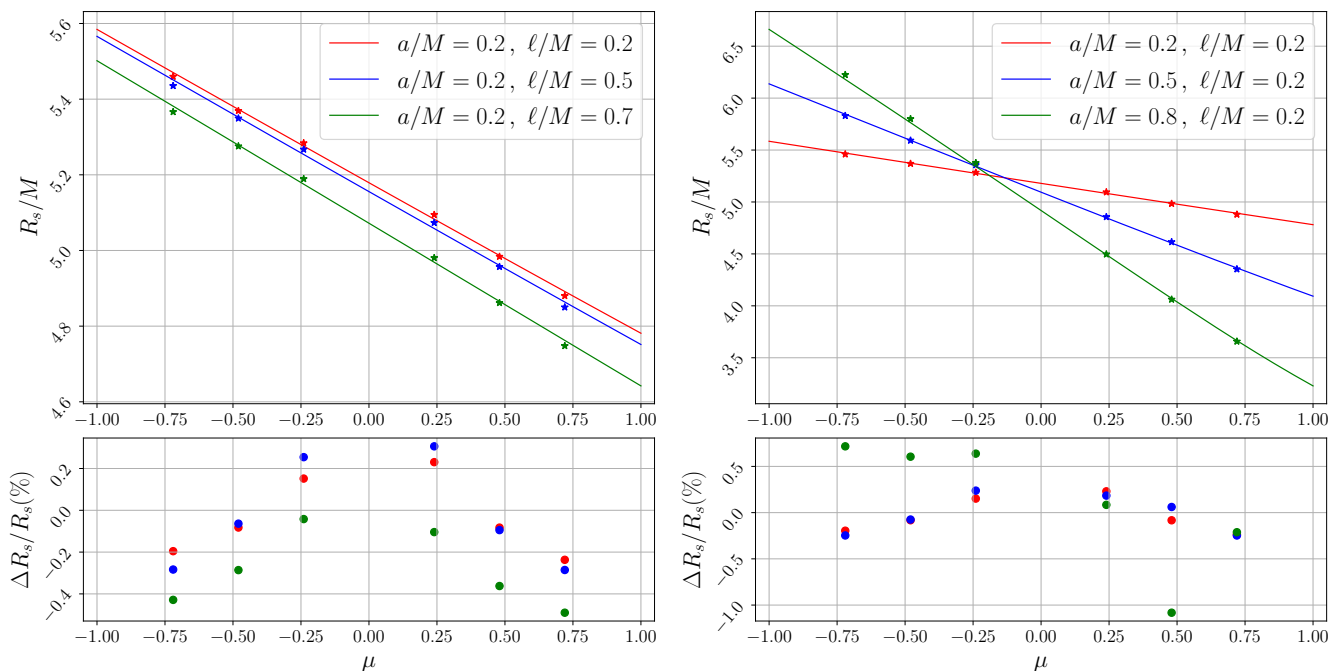 5.6
5.4
5.2
5.0
4.8
4.6
R_s/M
a/M = 0.2, ℓ/M = 0.2
a/M = 0.2, ℓ/M = 0.5
a/M = 0.2, ℓ/M = 0.7
−1.00 −0.75 −0.50 −0.25 0.00 0.25 0.50 0.75 1.00
0.2
0.0
−0.2
−0.4
ΔR_s/R_s(%)
−1.00 −0.75 −0.50 −0.25 0.00 0.25 0.50 0.75 1.00
μ
6.5
6.0
5.5
5.0
4.5
4.0
3.5
R_s/M
a/M = 0.2, ℓ/M = 0.2
a/M = 0.5, ℓ/M = 0.2
a/M = 0.8, ℓ/M = 0.2
−1.00 −0.75 −0.50 −0.25 0.00 0.25 0.50 0.75 1.00
0.5
0.0
−0.5
−1.0
ΔR_s/R_s(%)
−1.00 −0.75 −0.50 −0.25 0.00 0.25 0.50 0.75 1.00
μ